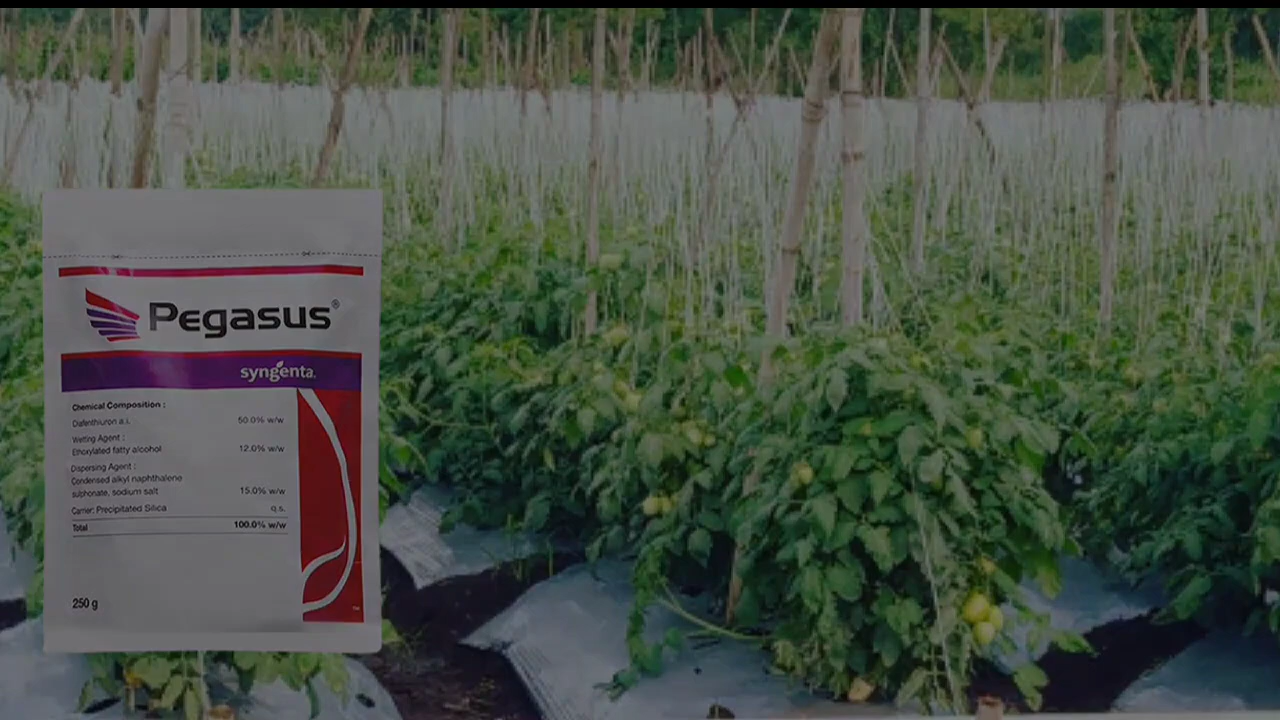 Pegasus®
syngenta.
Chemical Composition :
Diafenthiuron a.i. 50.0% w/w
Wetting Agent :
Ethoxylated fatty alcohol 12.0% w/w
Dispersing Agent :
Condensed alkyl naphthalene
sulphonate, sodium salt 15.0% w/w
Carrier: Precipitated Silica q.s.
Total 100.0% w/w
250 g